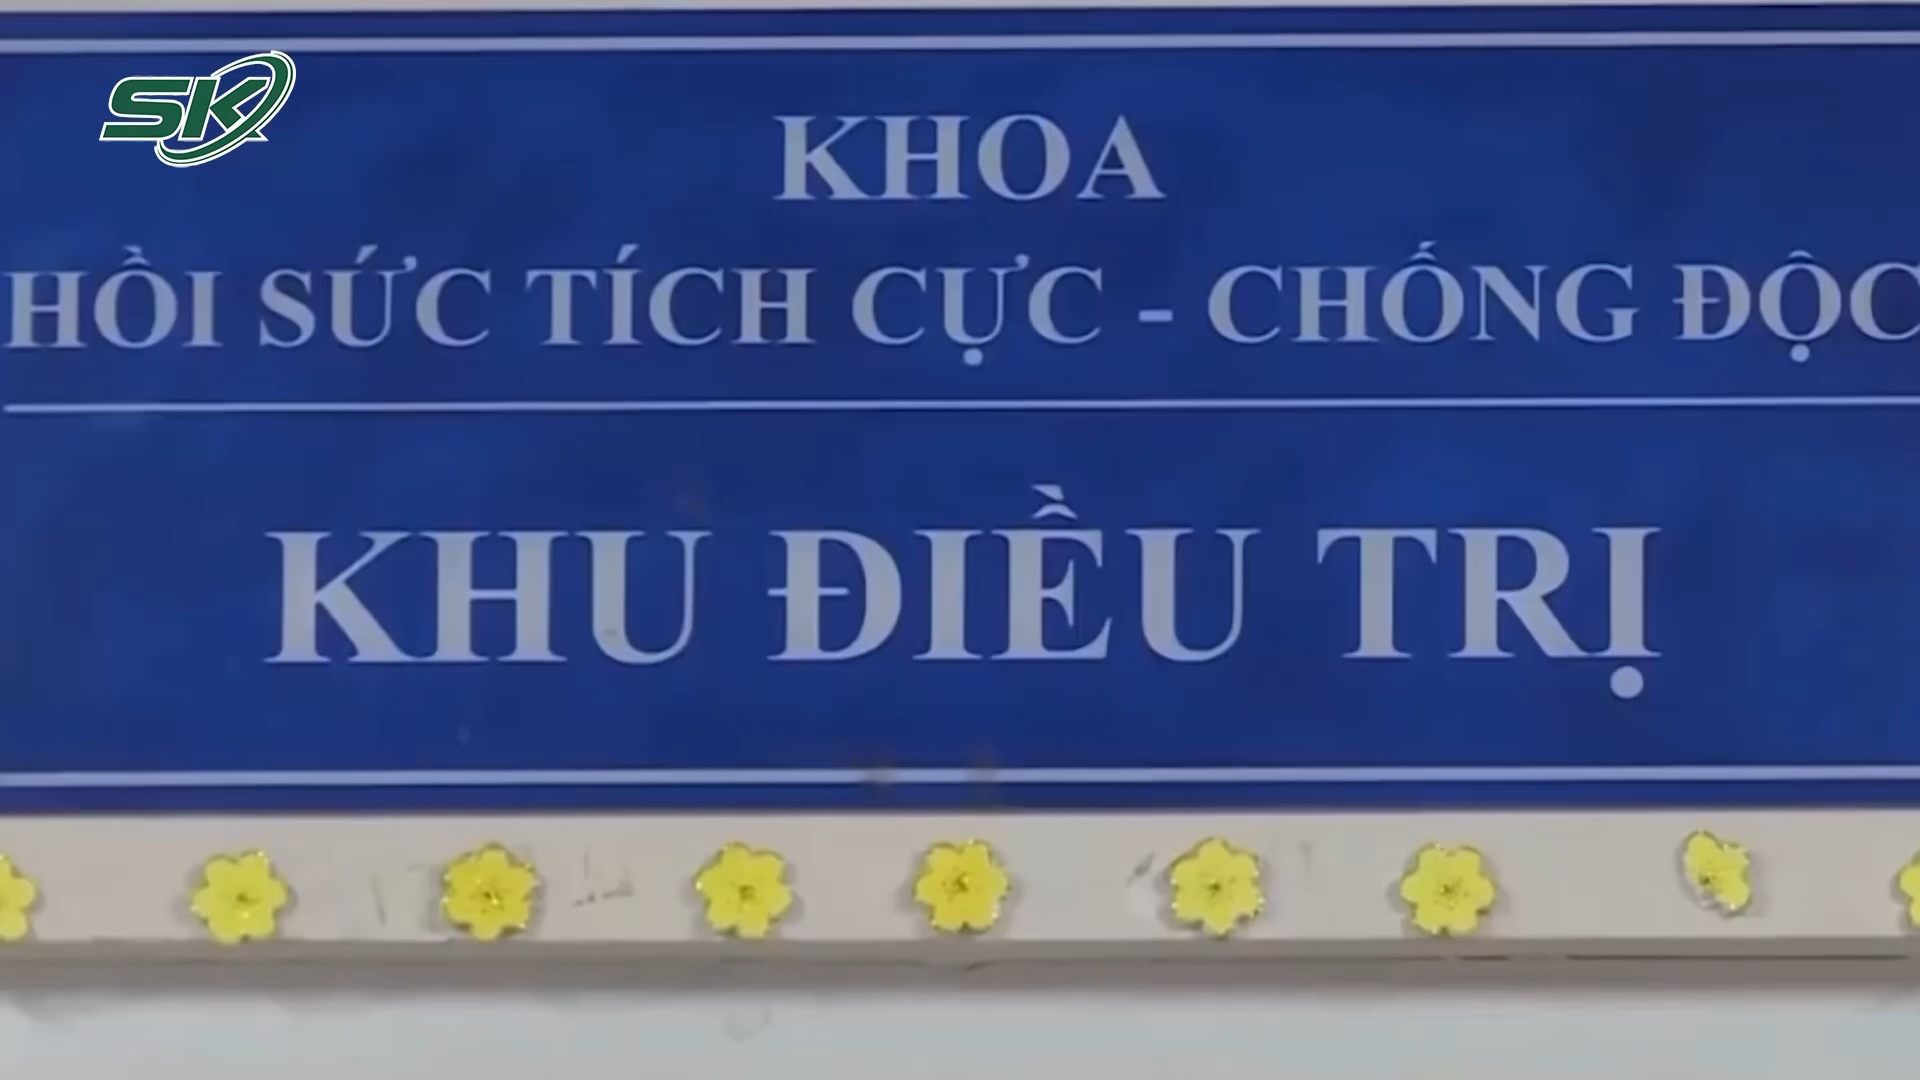 SK
KHOA
HỒI SỨC TÍCH CỰC - CHỐNG ĐỘC
KHU ĐIỀU TRỊ